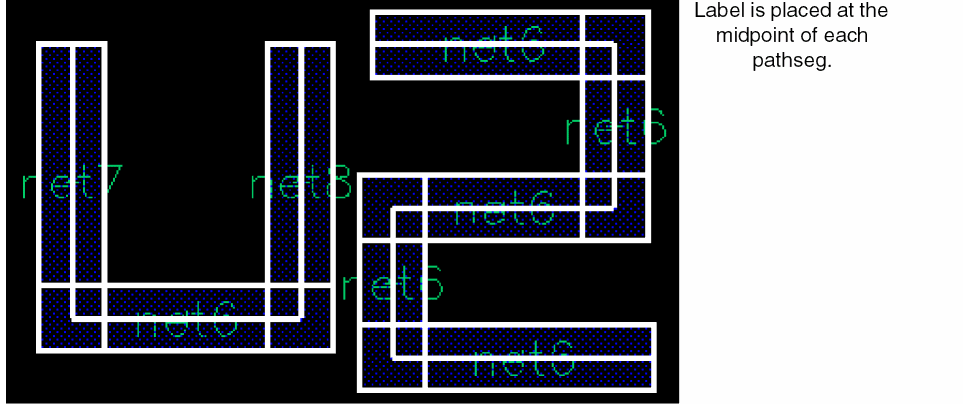 Label is placed at the
midpoint of each
pathseg.
net6
net6
net7
net8
net6
net6
net6
net6